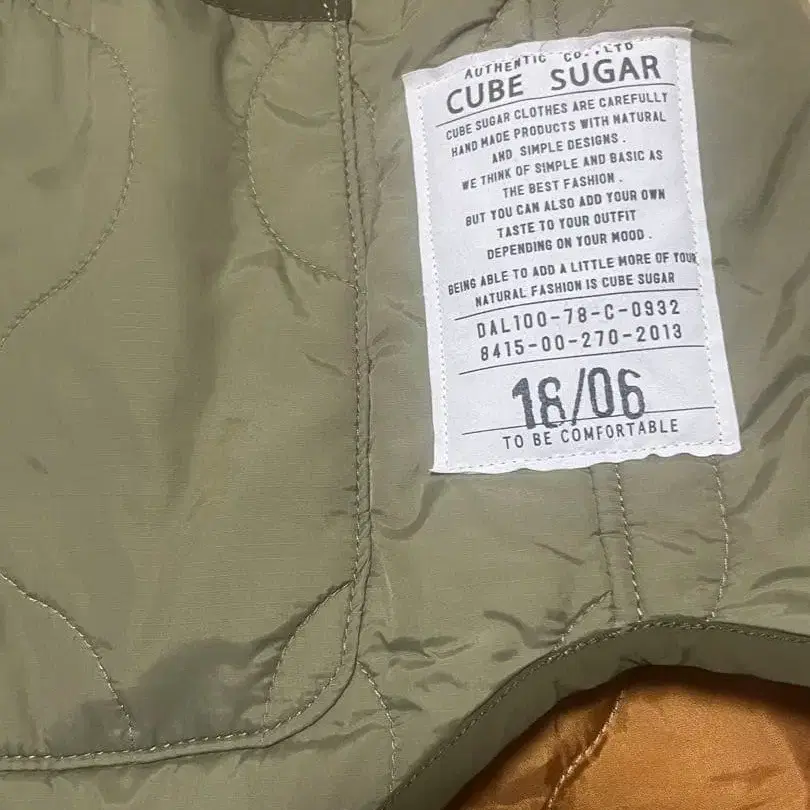 AUTHENTIC CO.,LTD
CUBE SUGAR
CUBE SUGAR CLOTHES ARE CAREFULLY
HAND MADE PRODUCTS WITH NATURAL
AND SIMPLE DESIGNS.
WE THINK OF SIMPLE AND BASIC AS
THE BEST FASHION.
BUT YOU CAN ALSO ADD YOUR OWN
TASTE TO YOUR OUTFIT
DEPENDING ON YOUR MOOD.
BEING ABLE TO ADD A LITTLE MORE OF YOUR
NATURAL FASHION IS CUBE SUGAR
DAL100-78-C-0932
8415-00-270-2013
18/06
TO BE COMFORTABLE